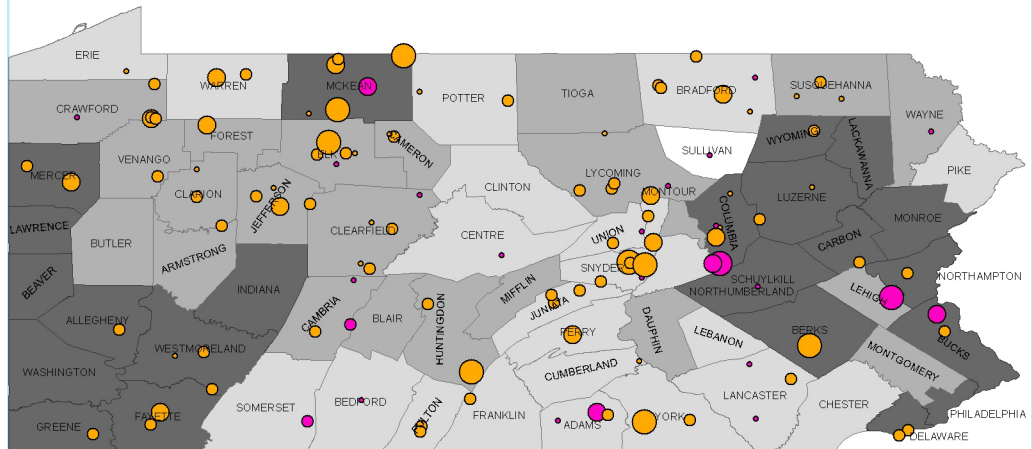 ERIE
WARREN
MCKEAN
POTTER
TIOGA
BRADFORD
SUSQUEHANNA
CRAWFORD
WAYNE
FOREST
CAMERON
WYOMING
LACKAWANNA
VENANGO
ELK
SULLIVAN
PIKE
MERCER
CLARION
JEFFERSON
CLINTON
LYCOMING
MONTOUR
LUZERNE
COLUMBIA
MONROE
LAWRENCE
BUTLER
CLEARFIELD
CENTRE
UNION
CARBON
ARMSTRONG
SNYDER
BEAVER
INDIANA
MIFFLIN
SCHUYLKILL
NORTHUMBERLAND
LEHIGH
NORTHAMPTON
ALLEGHENY
CAMBRIA
BLAIR
HUNTINGDON
JUNIATA
PERRY
DAUPHIN
LEBANON
BERKS
BUCKS
WESTMORELAND
MONTGOMERY
WASHINGTON
CUMBERLAND
SOMERSET
BEDFORD
FULTON
FRANKLIN
ADAMS
YORK
LANCASTER
CHESTER
PHILADELPHIA
GREENE
FAYETTE
DELAWARE